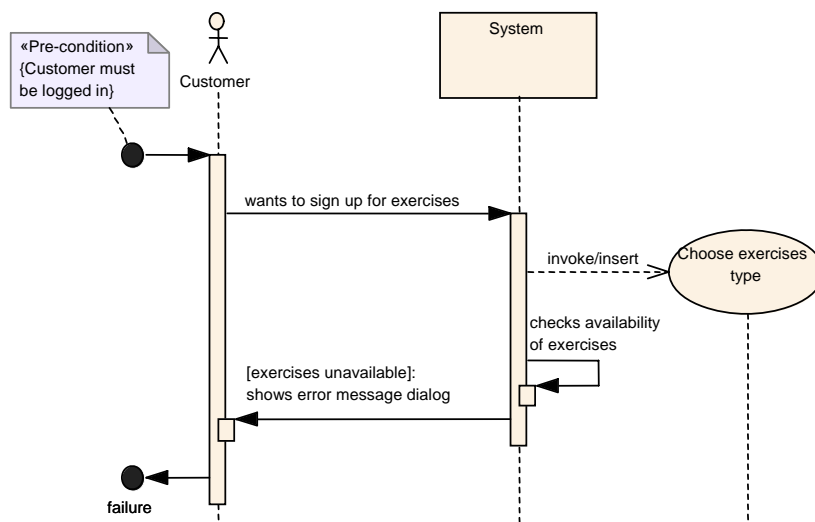 «Pre-condition»
{Customer must
be logged in}
Customer
System
wants to sign up for exercises
invoke/insert
Choose exercises
type
checks availability
of exercises
[exercises unavailable]:
shows error message dialog
failure